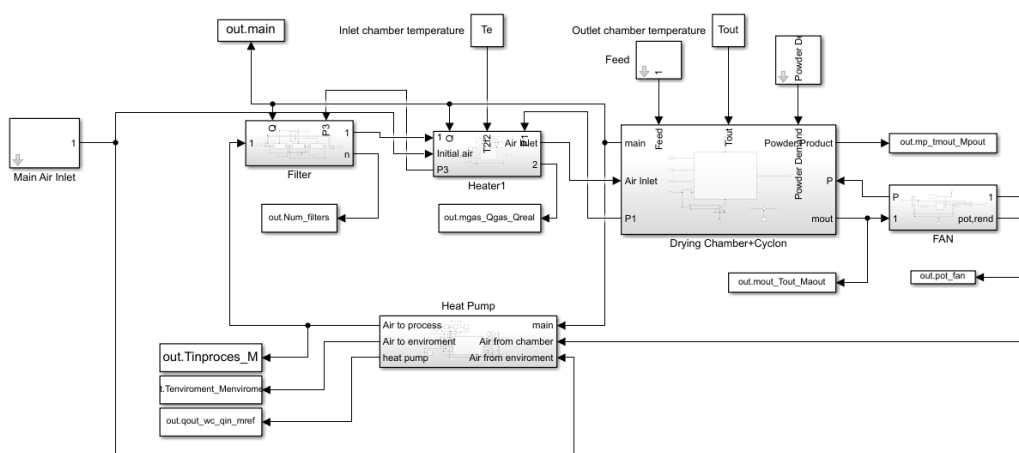 out.main
Inlet chamber temperature
Te
Outlet chamber temperature
Tout
Feed
1
Powder De
1
Main Air Inlet
Q
P3
1
1
n
Filter
1
Q
T2f2
Air Inlet
P1
Initial air
P3
2
Heater1
Feed
Tout
Powder Demand
main
Powder Product
Air Inlet
P
P1
mout
Drying Chamber+Cyclon
out.mp_tmout_Mpout
P
1
1
pot,rend
FAN
out.Num_filters
out.mgas_Qgas_Qreal
out.mout_Tout_Maout
out.pot_fan
Heat Pump
Air to process
main
Air to enviroment
Air from chamber
heat pump
Air from enviroment
out.Tinproces_M
t.Tenviroment_Menvirome
out.qout_wc_qin_mref